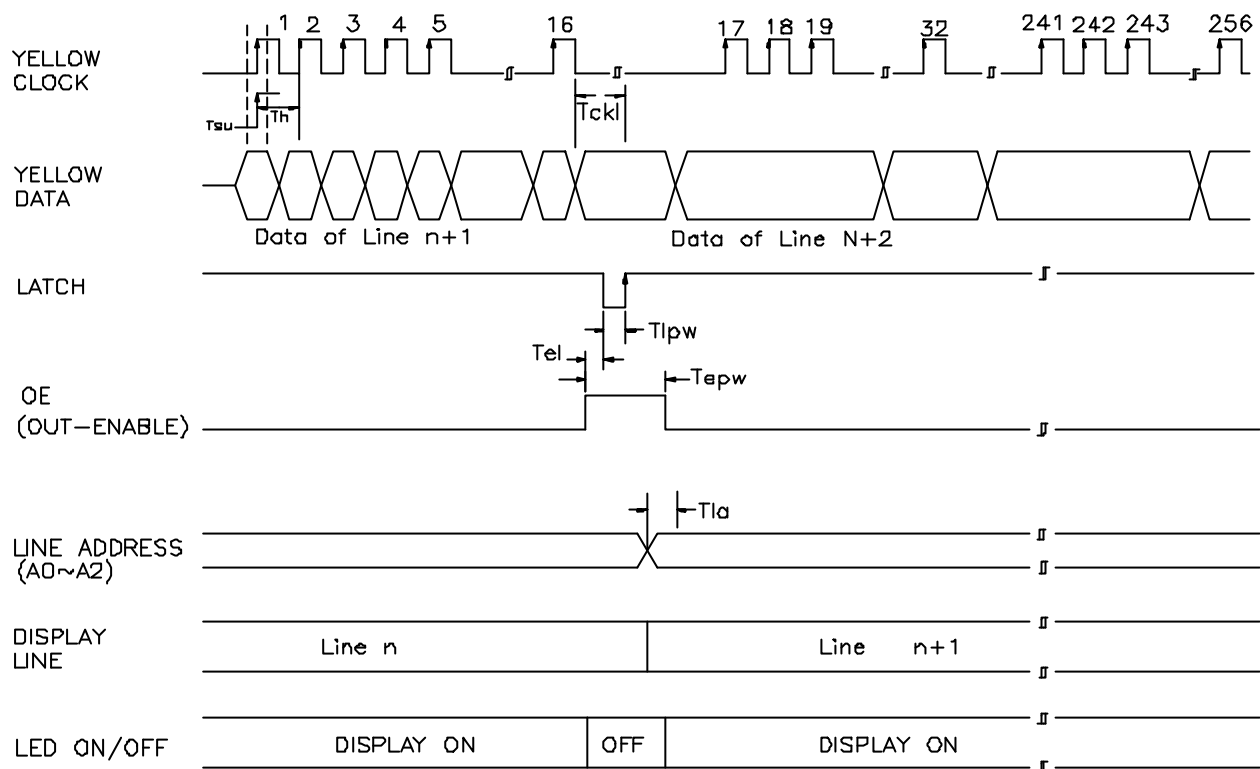 1 2 3 4 5 16 17 18 19 32 241 242 243 256
YELLOW
CLOCK
Tsu
Th
Tckl
YELLOW
DATA
Data of Line n+1
Data of Line N+2
LATCH
Tlpw
Tel
Tepw
OE
(OUT-ENABLE)
Tla
LINE ADDRESS
(A0~A2)
DISPLAY
LINE
Line n
Line n+1
LED ON/OFF
DISPLAY ON
OFF
DISPLAY ON